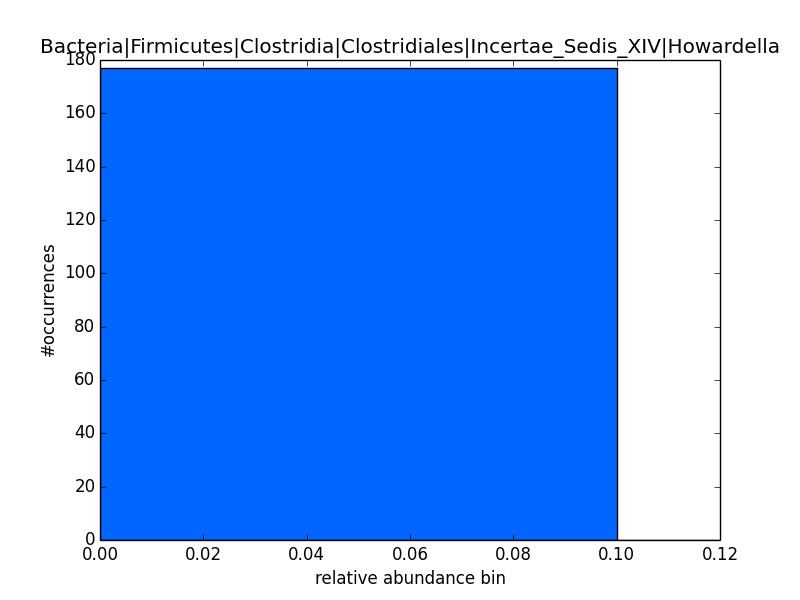 Bacteria|Firmicutes|Clostridia|Clostridiales|Incertae_Sedis_XIV|Howardella
180
160
140
120
100
80
60
40
20
0
#occurrences
0.00 0.02 0.04 0.06 0.08 0.10 0.12
relative abundance bin